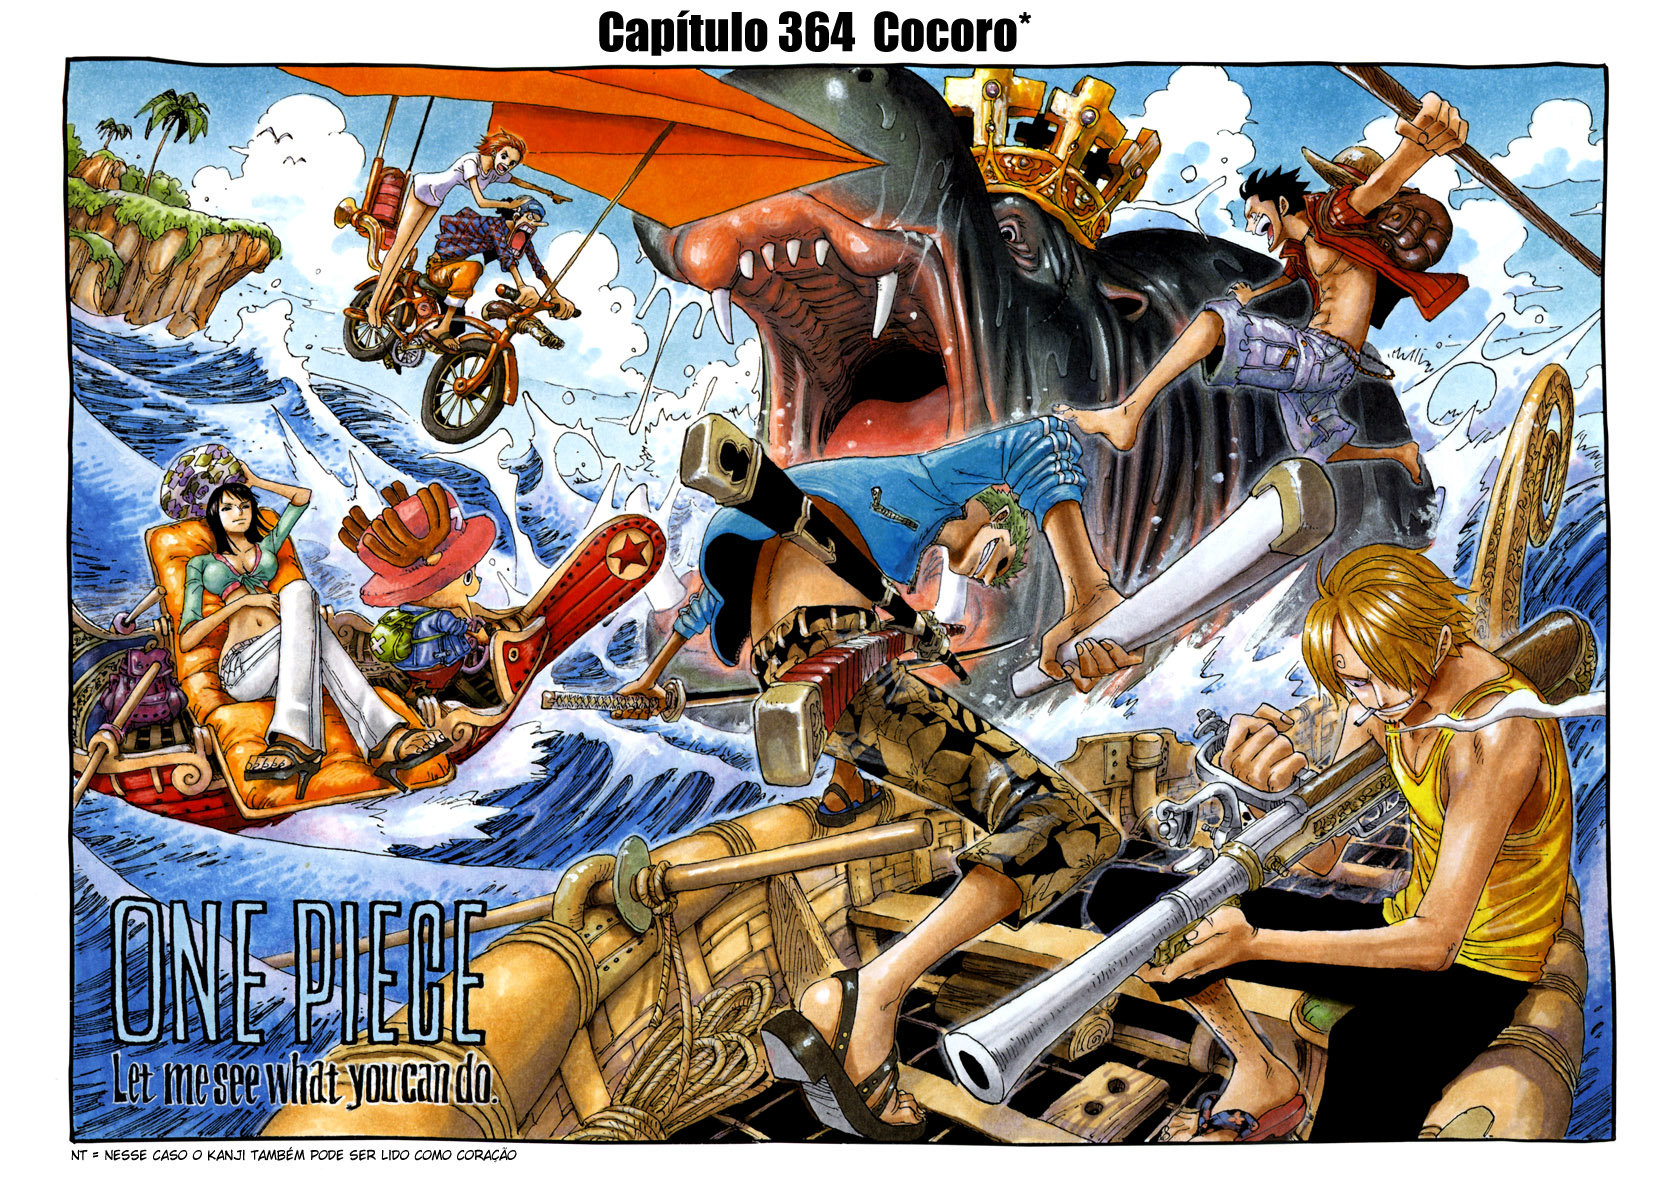 Capítulo 364 Cocoro*
ONE PIECE
Let me see what you can do.
NT = NESSE CASO O KANJI TAMBÉM PODE SER LIDO COMO CORAÇÃO